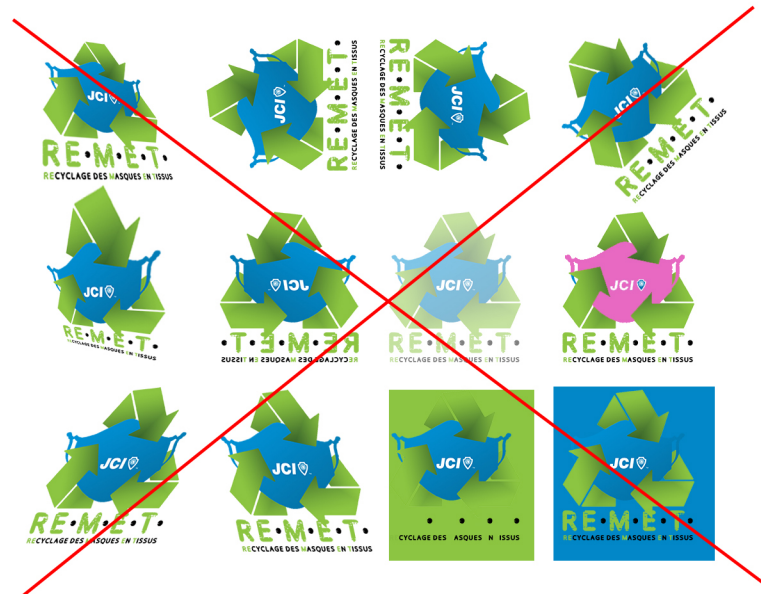 JCI
RE•M•E•T•
RECYCLAGE DES MASQUES EN TISSUS
JCI
RE•M•E•T•
RECYCLAGE DES MASQUES EN TISSUS
JCI
RE•M•E•T•
RECYCLAGE DES MASQUES EN TISSUS
JCI
RE•M•E•T•
RECYCLAGE DES MASQUES EN TISSUS
JCI
RE•M•E•T•
RECYCLAGE DES MASQUES EN TISSUS
JCI
RE•M•E•T•
RECYCLAGE DES MASQUES EN TISSUS
JCI
RE•M•E•T•
RECYCLAGE DES MASQUES EN TISSUS
JCI
RE•M•E•T•
RECYCLAGE DES MASQUES EN TISSUS
JCI
RE•M•E•T•
RECYCLAGE DES MASQUES EN TISSUS
JCI
RE•M•E•T•
RECYCLAGE DES MASQUES EN TISSUS
JCI
• • • •
CYCLAGE DES ASQUES N ISSUS
JCI
RE•M•E•T•
RECYCLAGE DES MASQUES EN TISSUS